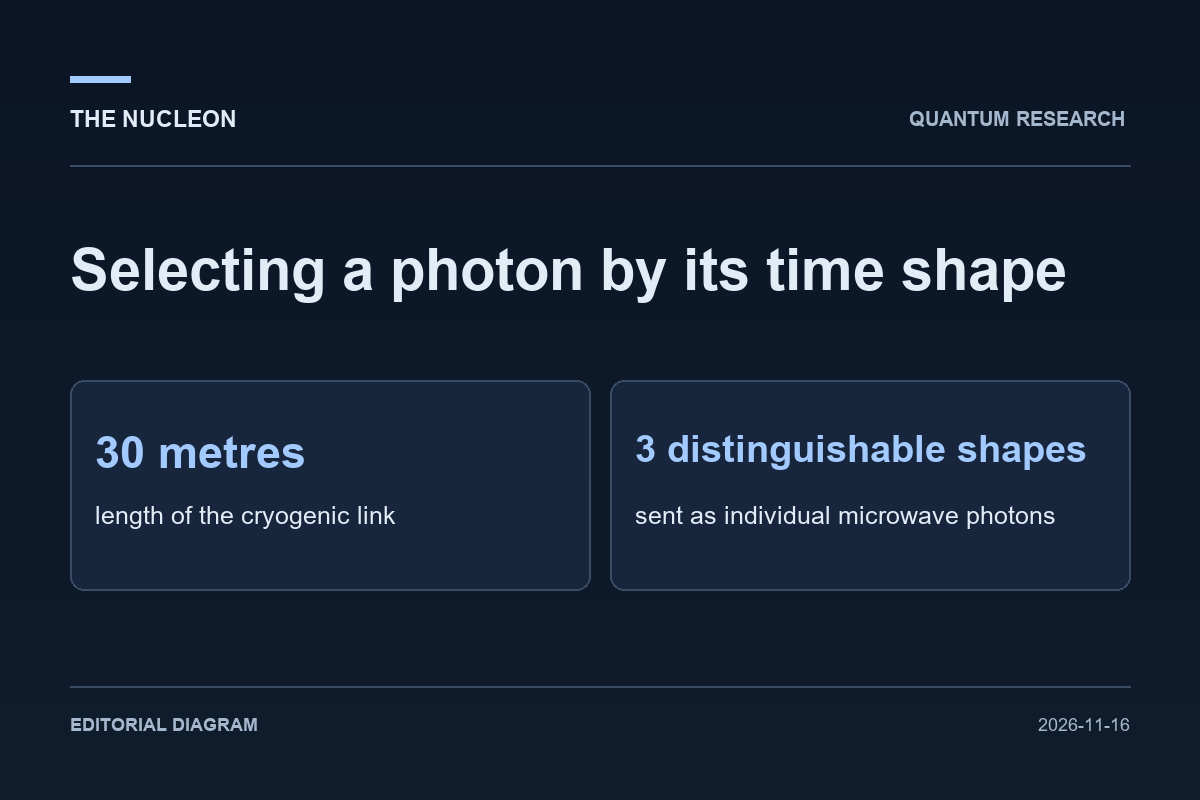 THE NUCLEON
QUANTUM RESEARCH
Selecting a photon by its time shape
30 metres
length of the cryogenic link
3 distinguishable shapes
sent as individual microwave photons
EDITORIAL DIAGRAM
2026-11-16